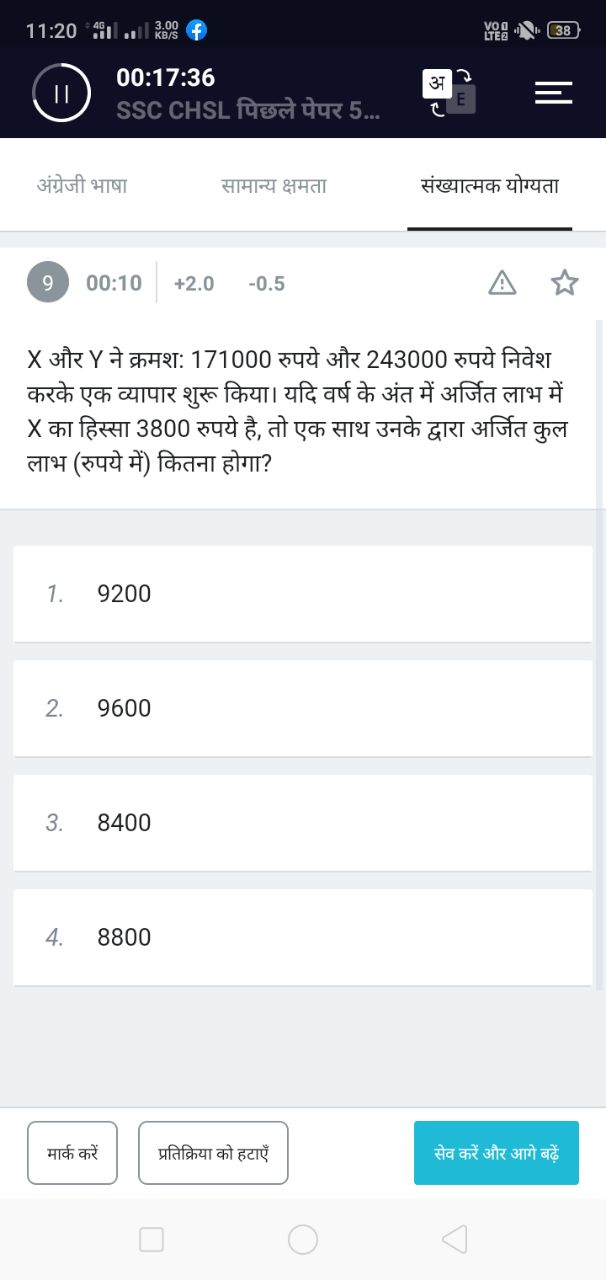 11:20 4G 3.00 KB/S VO LTE 38
00:17:36
SSC CHSL पिछले पेपर 5...
अ E
अंग्रेजी भाषा सामान्य क्षमता संख्यात्मक योग्यता
9 00:10 +2.0 -0.5
X और Y ने क्रमश: 171000 रुपये और 243000 रुपये निवेश
करके एक व्यापार शुरू किया। यदि वर्ष के अंत में अर्जित लाभ में
X का हिस्सा 3800 रुपये है, तो एक साथ उनके द्वारा अर्जित कुल
लाभ (रुपये में) कितना होगा?
1. 9200
2. 9600
3. 8400
4. 8800
मार्क करें प्रतिक्रिया को हटाएँ सेव करें और आगे बढ़ें